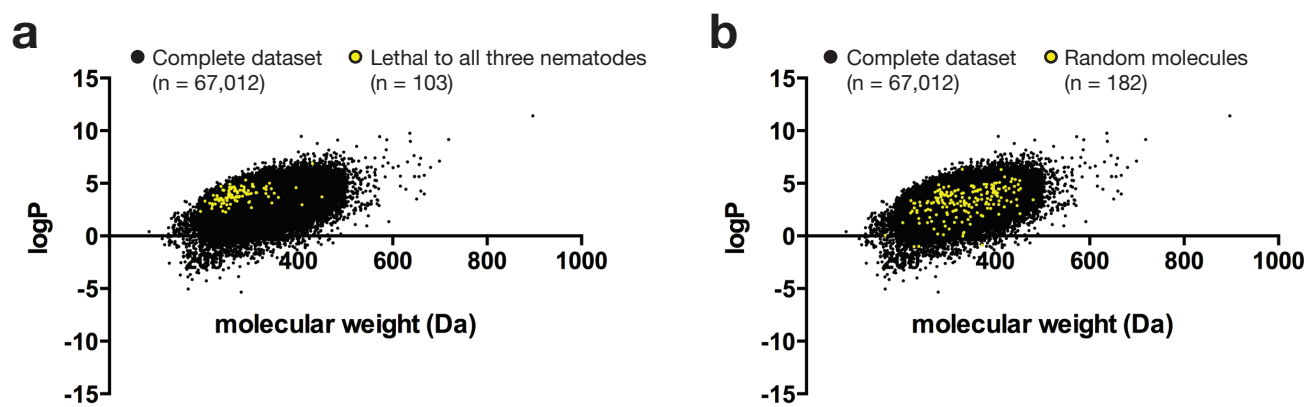 a
Complete dataset
(n = 67,012)
Lethal to all three nematodes
(n = 103)
15
10
5
0
-5
-10
-15
logP
200
400
600
800
1000
molecular weight (Da)
b
Complete dataset
(n = 67,012)
Random molecules
(n = 182)
15
10
5
0
-5
-10
-15
logP
200
400
600
800
1000
molecular weight (Da)